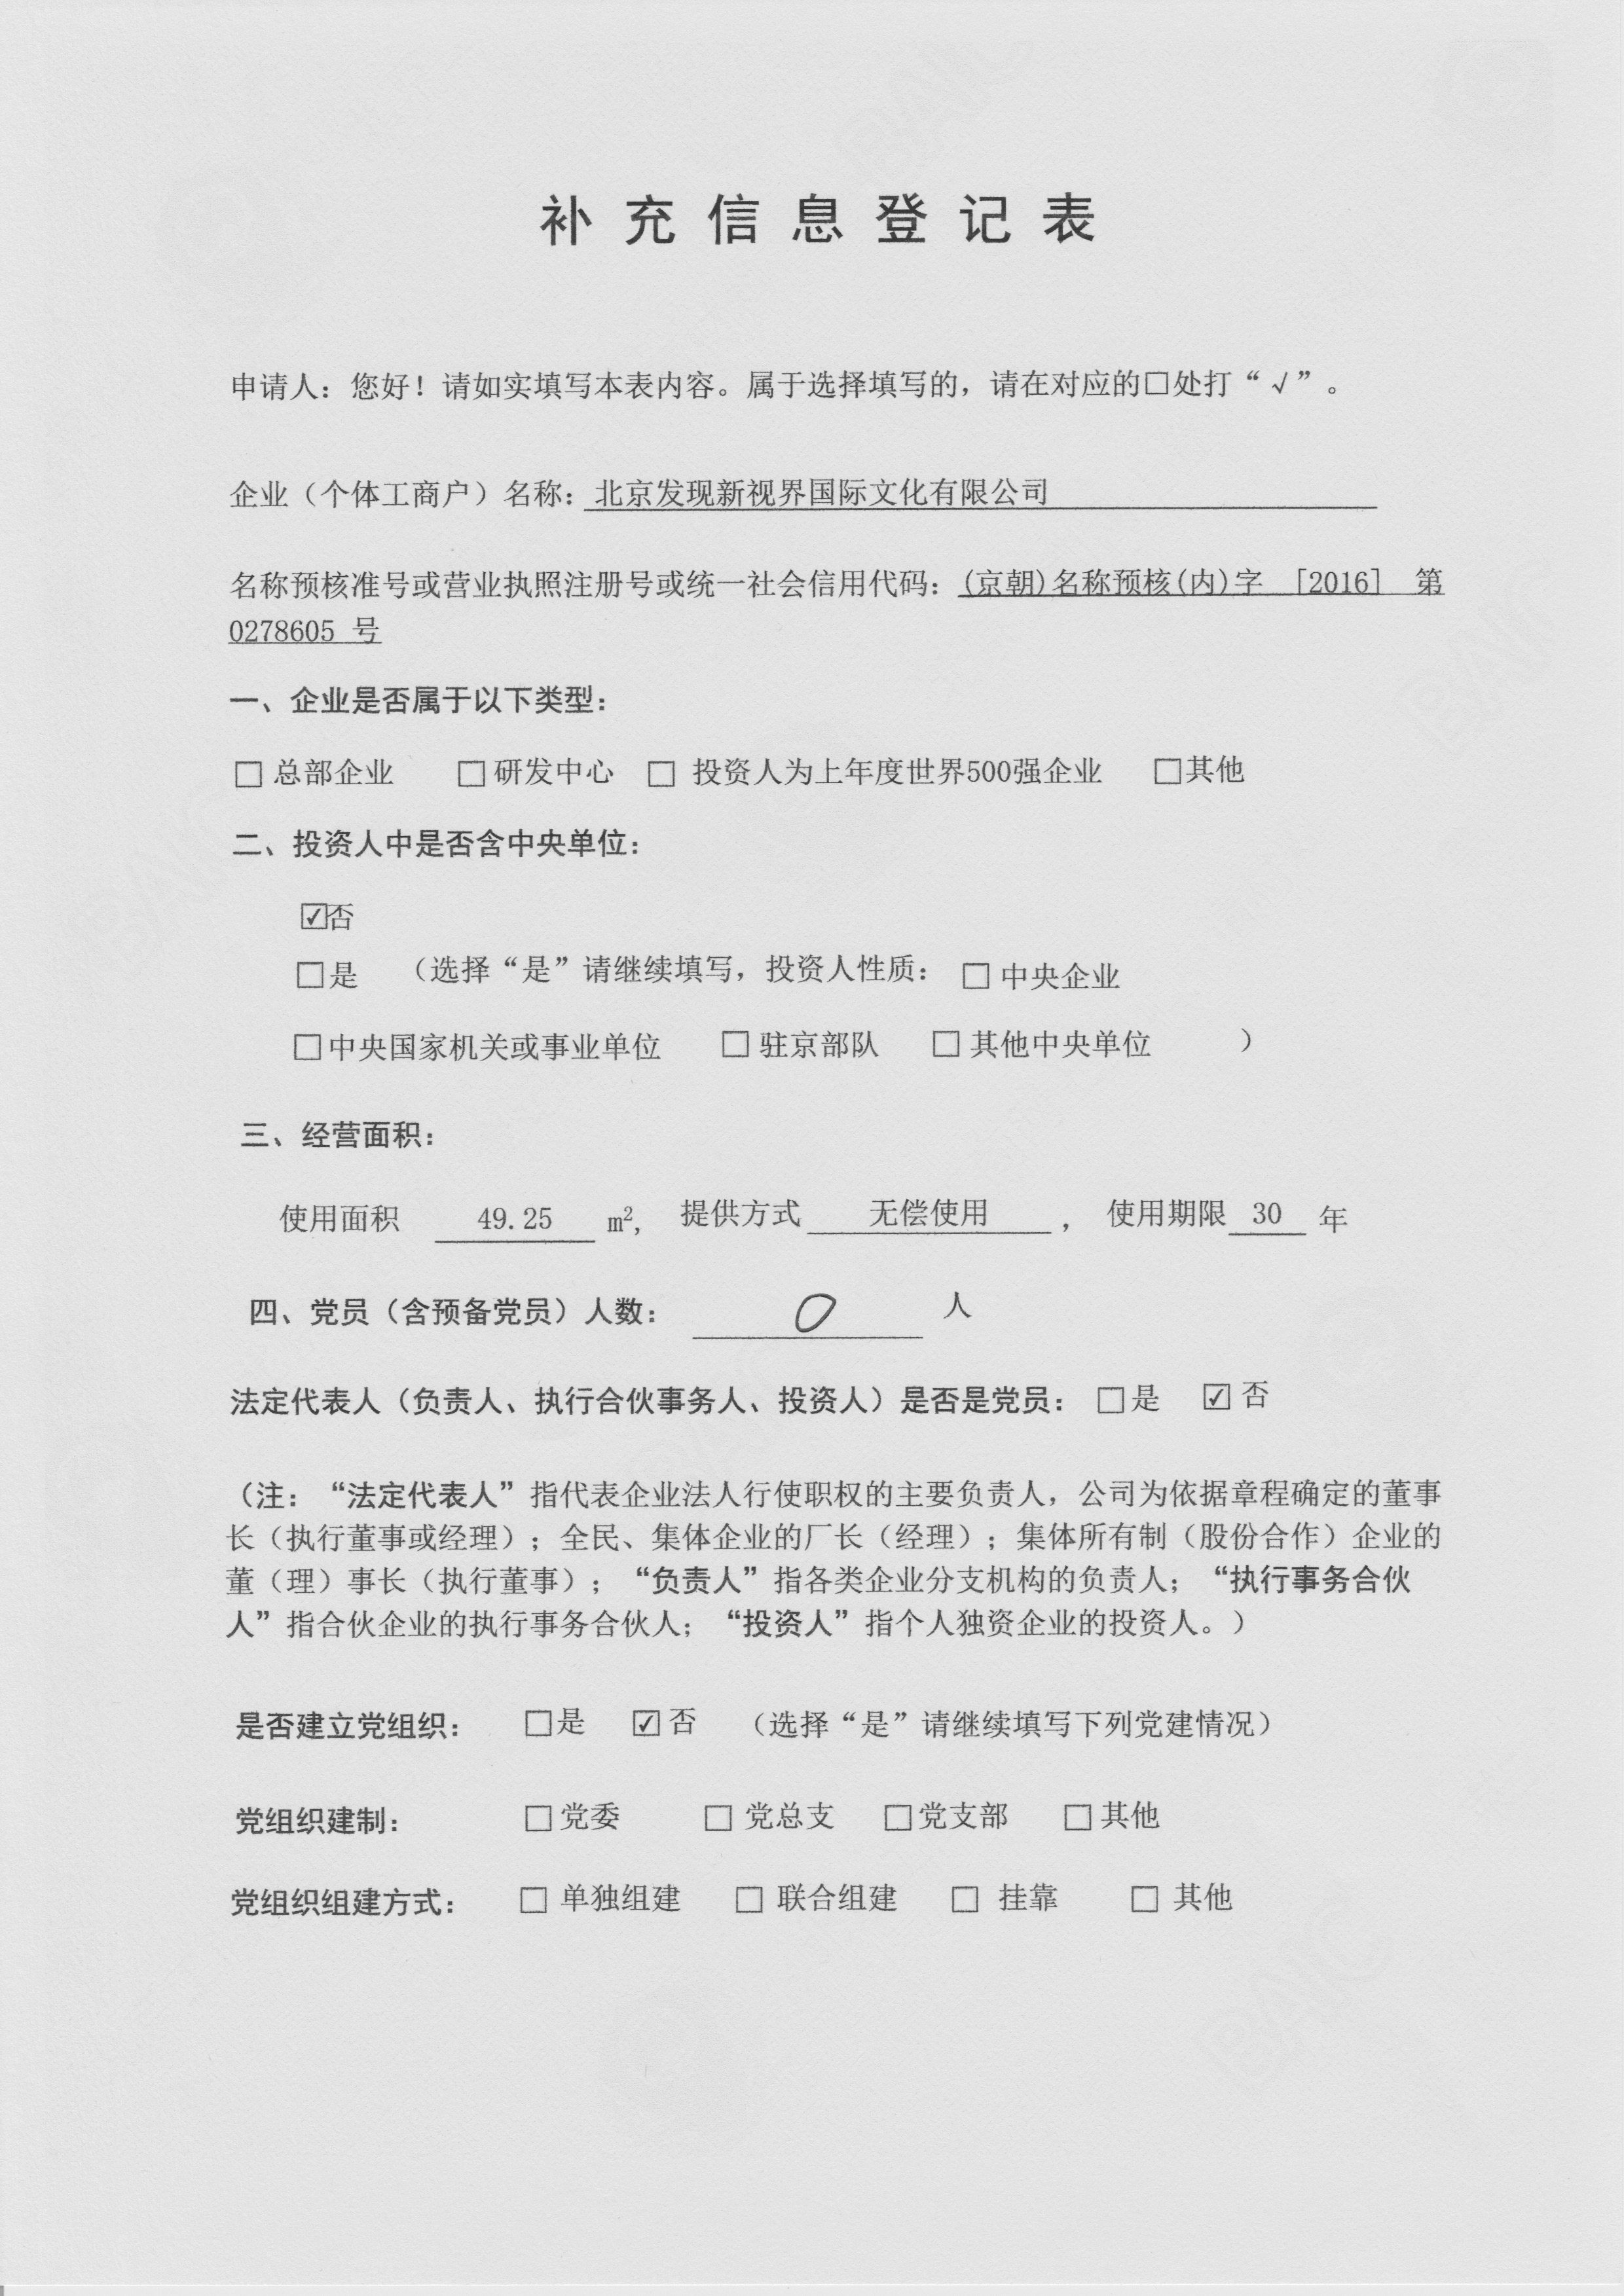 补充信息登记表
申请人：您好！请如实填写本表内容。属于选择填写的，请在对应的□处打“√”。
企业（个体工商户）名称：北京发现新视界国际文化有限公司
名称预核准号或营业执照注册号或统一社会信用代码：(京朝)名称预核(内)字 [2016] 第
0278605 号
一、企业是否属于以下类型：
□ 总部企业 □ 研发中心 □ 投资人为上年度世界500强企业 □其他
二、投资人中是否含中央单位：
☑否
□是 （选择“是”请继续填写，投资人性质： □ 中央企业
□中央国家机关或事业单位 □ 驻京部队 □ 其他中央单位 ）
三、经营面积：
使用面积 49.25 m²， 提供方式 无偿使用 ， 使用期限 30 年
四、党员（含预备党员）人数： 0 人
法定代表人（负责人、执行合伙事务人、投资人）是否是党员： □是 ☑ 否
（注：“法定代表人”指代表企业法人行使职权的主要负责人，公司为依据章程确定的董事
长（执行董事或经理）；全民、集体企业的厂长（经理）；集体所有制（股份合作）企业的
董（理）事长（执行董事）；“负责人”指各类企业分支机构的负责人；“执行事务合伙
人”指合伙企业的执行事务合伙人；“投资人”指个人独资企业的投资人。）
是否建立党组织： □是 ☑ 否 （选择“是”请继续填写下列党建情况）
党组织建制： □ 党委 □ 党总支 □党支部 □ 其他
党组织组建方式： □ 单独组建 □ 联合组建 □ 挂靠 □ 其他